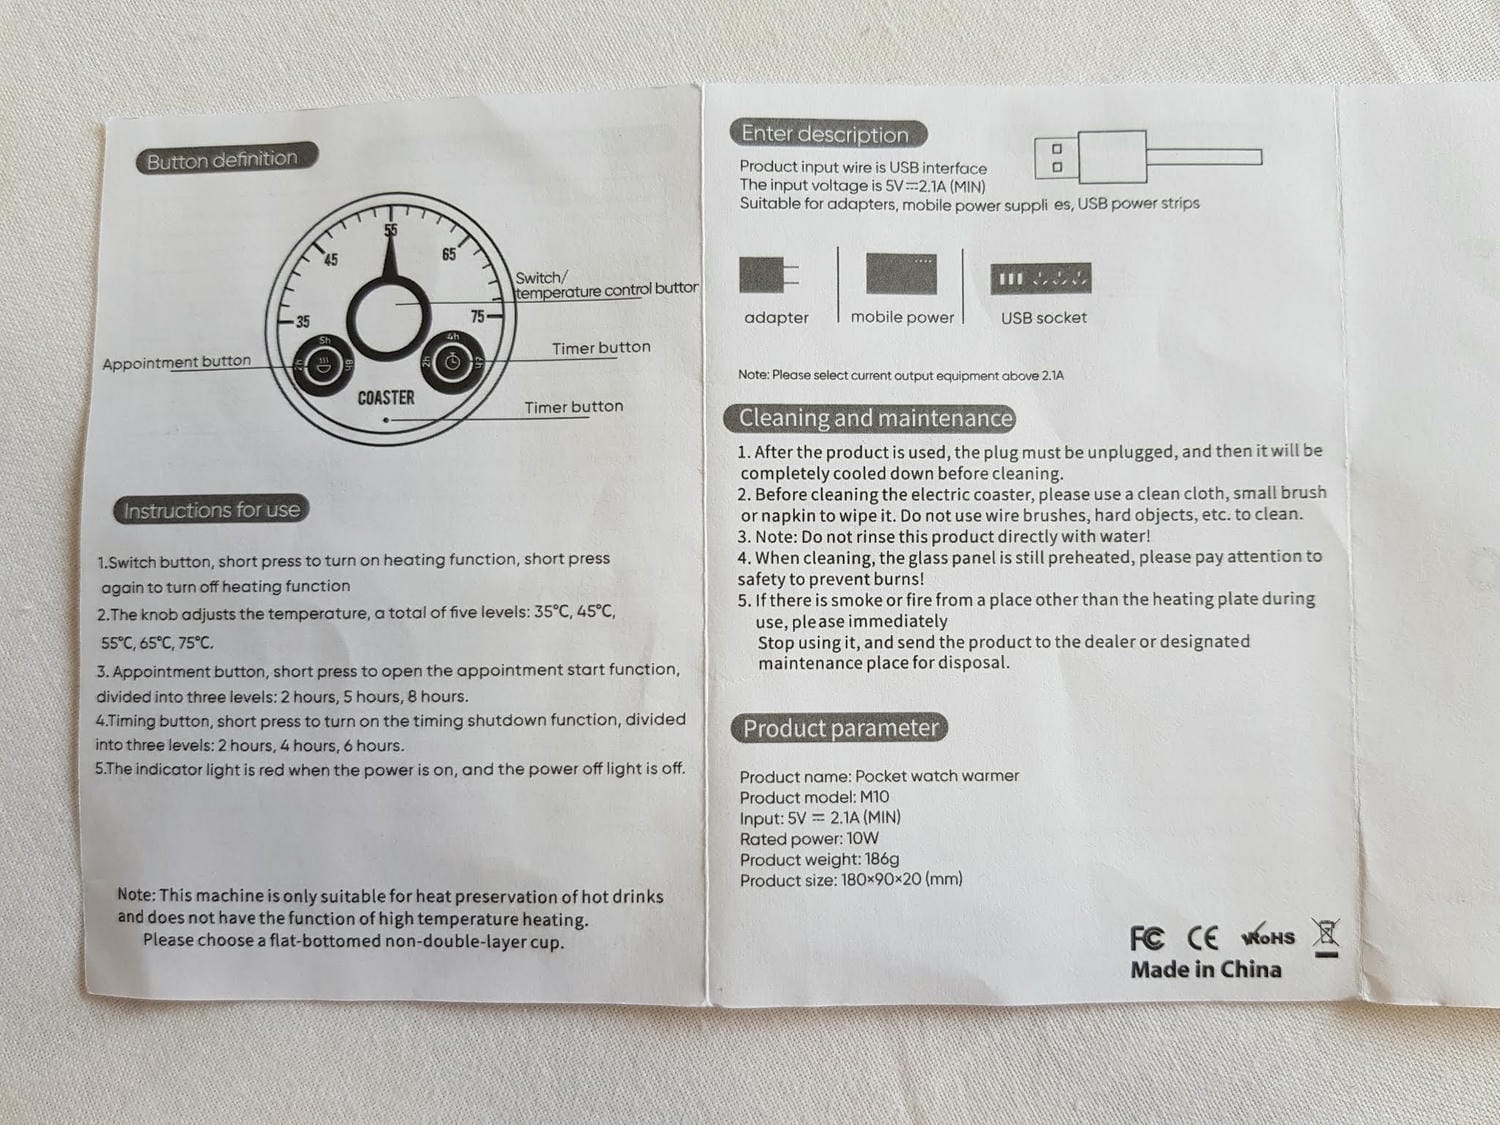 Button definition
55
45
65
35
75
Switch/
temperature control button
5h
2h
8h
4h
2h
Appointment button
Timer button
COASTER
Timer button
Instructions for use
1.Switch button, short press to turn on heating function, short press
again to turn off heating function
2.The knob adjusts the temperature, a total of five levels: 35℃, 45℃,
55℃, 65℃, 75℃.
3. Appointment button, short press to open the appointment start function,
divided into three levels: 2 hours, 5 hours, 8 hours.
4.Timing button, short press to turn on the timing shutdown function, divided
into three levels: 2 hours, 4 hours, 6 hours.
5.The indicator light is red when the power is on, and the power off light is off.
Note: This machine is only suitable for heat preservation of hot drinks
and does not have the function of high temperature heating.
Please choose a flat-bottomed non-double-layer cup.
Enter description
Product input wire is USB interface
The input voltage is 5V⎓2.1A (MIN)
Suitable for adapters, mobile power suppli es, USB power strips
adapter
mobile power
USB socket
Note: Please select current output equipment above 2.1A
Cleaning and maintenance
1. After the product is used, the plug must be unplugged, and then it will be
completely cooled down before cleaning.
2. Before cleaning the electric coaster, please use a clean cloth, small brush
or napkin to wipe it. Do not use wire brushes, hard objects, etc. to clean.
3. Note: Do not rinse this product directly with water!
4. When cleaning, the glass panel is still preheated, please pay attention to
safety to prevent burns!
5. If there is smoke or fire from a place other than the heating plate during
use, please immediately
Stop using it, and send the product to the dealer or designated
maintenance place for disposal.
Product parameter
Product name: Pocket watch warmer
Product model: M10
Input: 5V ⎓ 2.1A (MIN)
Rated power: 10W
Product weight: 186g
Product size: 180×90×20 (mm)
FC CE RoHS
Made in China